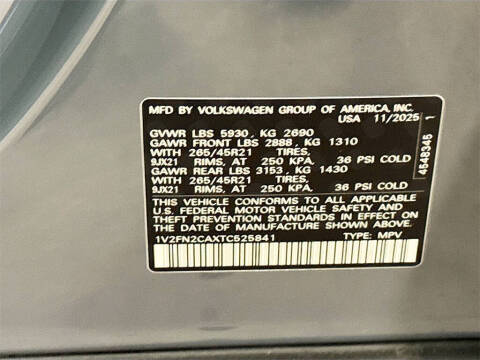 MFD BY VOLKSWAGEN GROUP OF AMERICA, INC.
USA 11/2025
GVWR LBS 5930, KG 2690
GAWR FRONT LBS 2888, KG 1310
WITH 265/45R21 TIRES,
9JX21 RIMS, AT 250 KPA, 36 PSI COLD
GAWR REAR LBS 3153, KG 1430
WITH 265/45R21 TIRES,
9JX21 RIMS, AT 250 KPA, 36 PSI COLD
THIS VEHICLE CONFORMS TO ALL APPLICABLE
U.S. FEDERAL MOTOR VEHICLE SAFETY AND
THEFT PREVENTION STANDARDS IN EFFECT ON
THE DATE OF MANUFACTURE SHOWN ABOVE.
1V2FN2CAXTC525841 TYPE: MPV
4548345 1